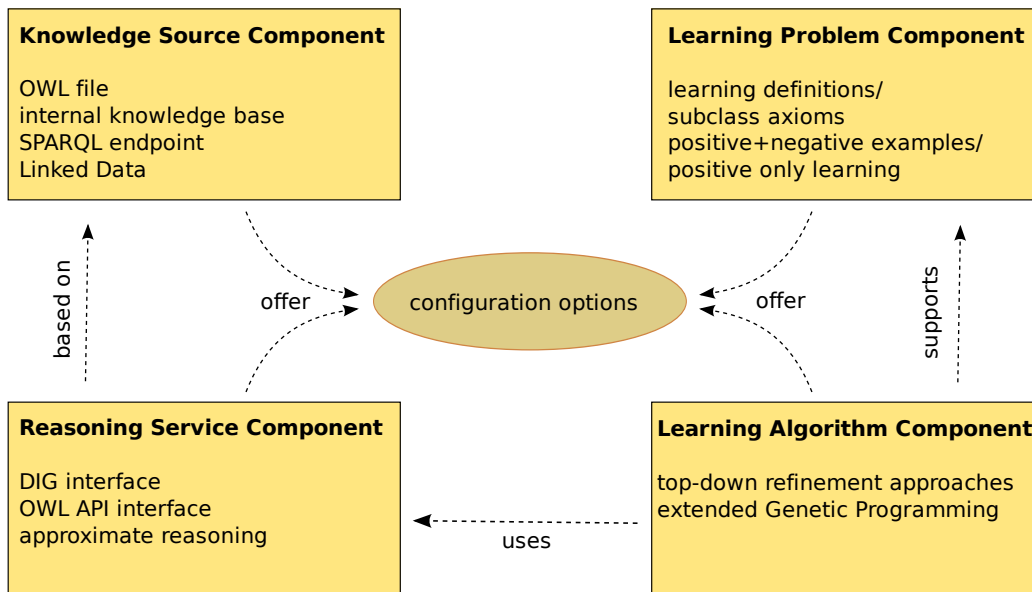 Knowledge Source Component
OWL file
internal knowledge base
SPARQL endpoint
Linked Data
Learning Problem Component
learning definitions/
subclass axioms
positive+negative examples/
positive only learning
based on
offer
configuration options
offer
supports
Reasoning Service Component
DIG interface
OWL API interface
approximate reasoning
uses
Learning Algorithm Component
top-down refinement approaches
extended Genetic Programming